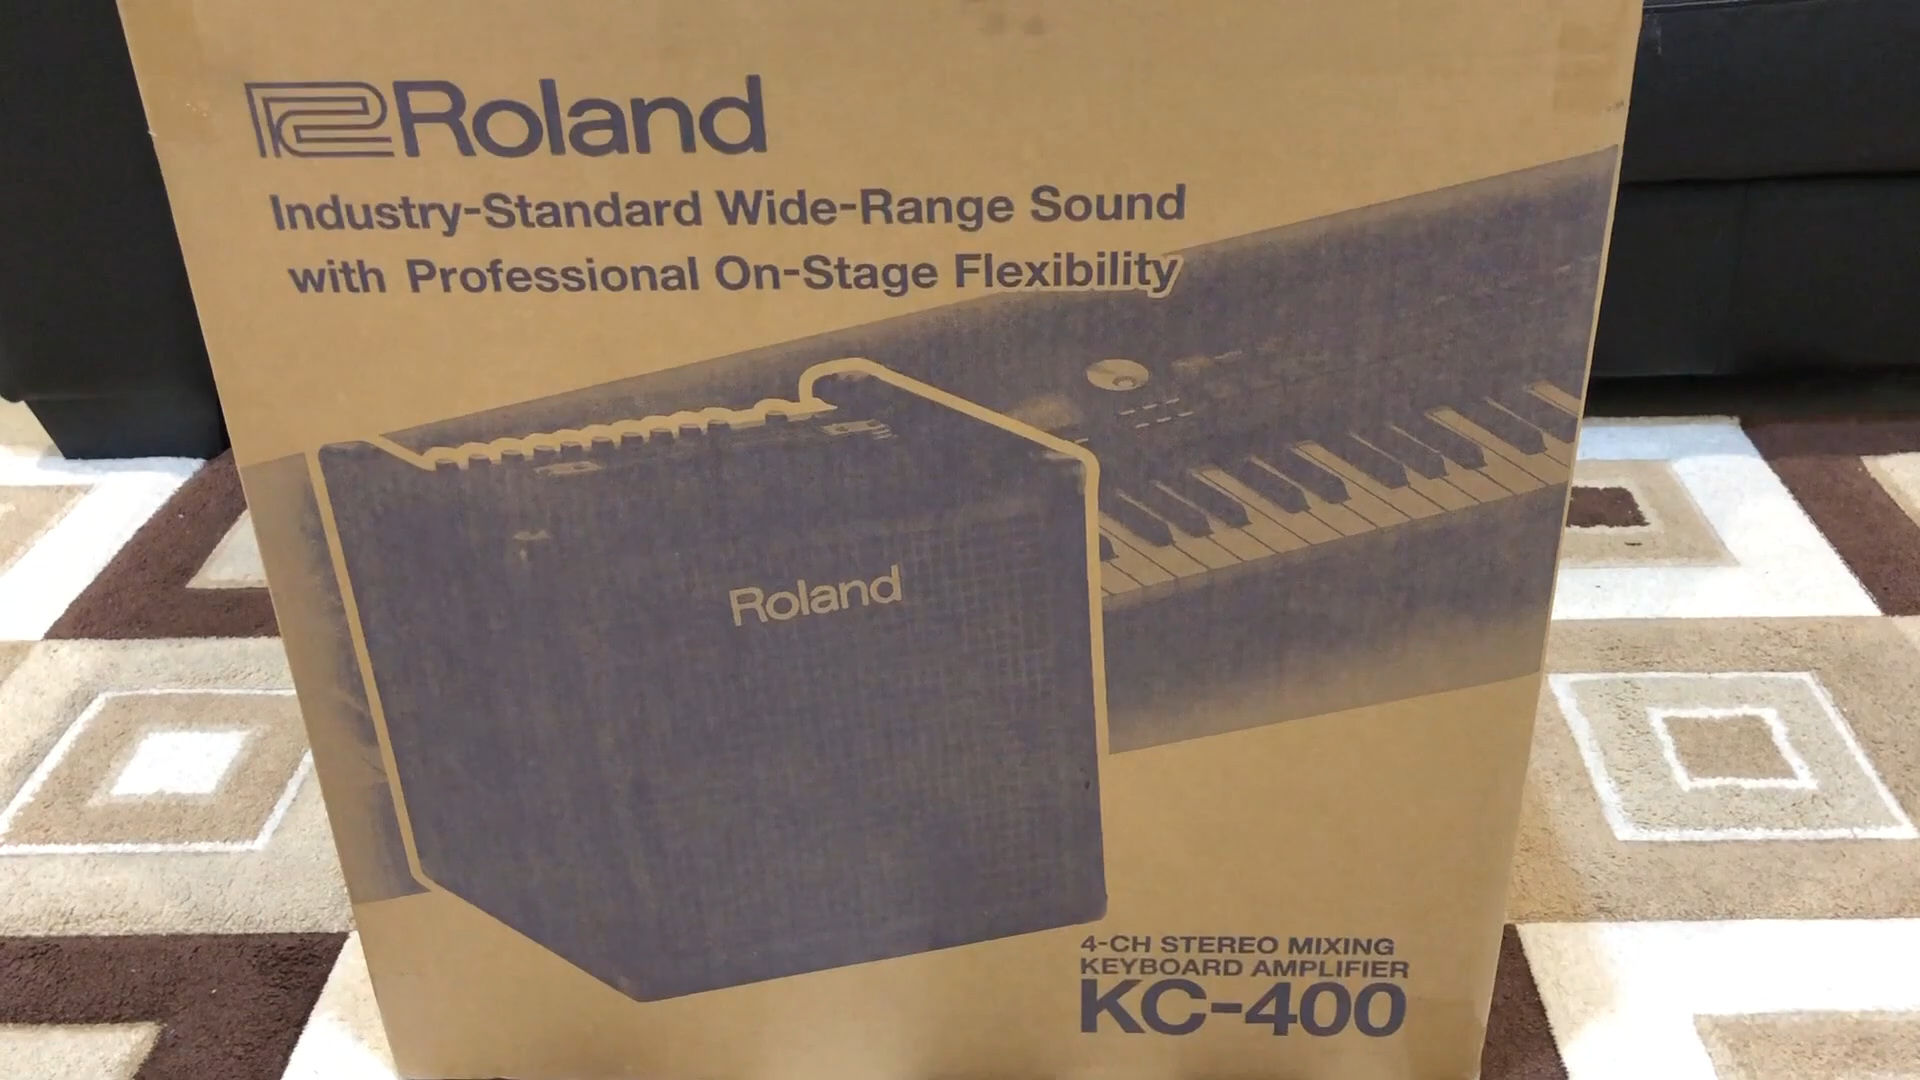 Roland
Industry-Standard Wide-Range Sound
with Professional On-Stage Flexibility
Roland
4-CH STEREO MIXING
KEYBOARD AMPLIFIER
KC-400